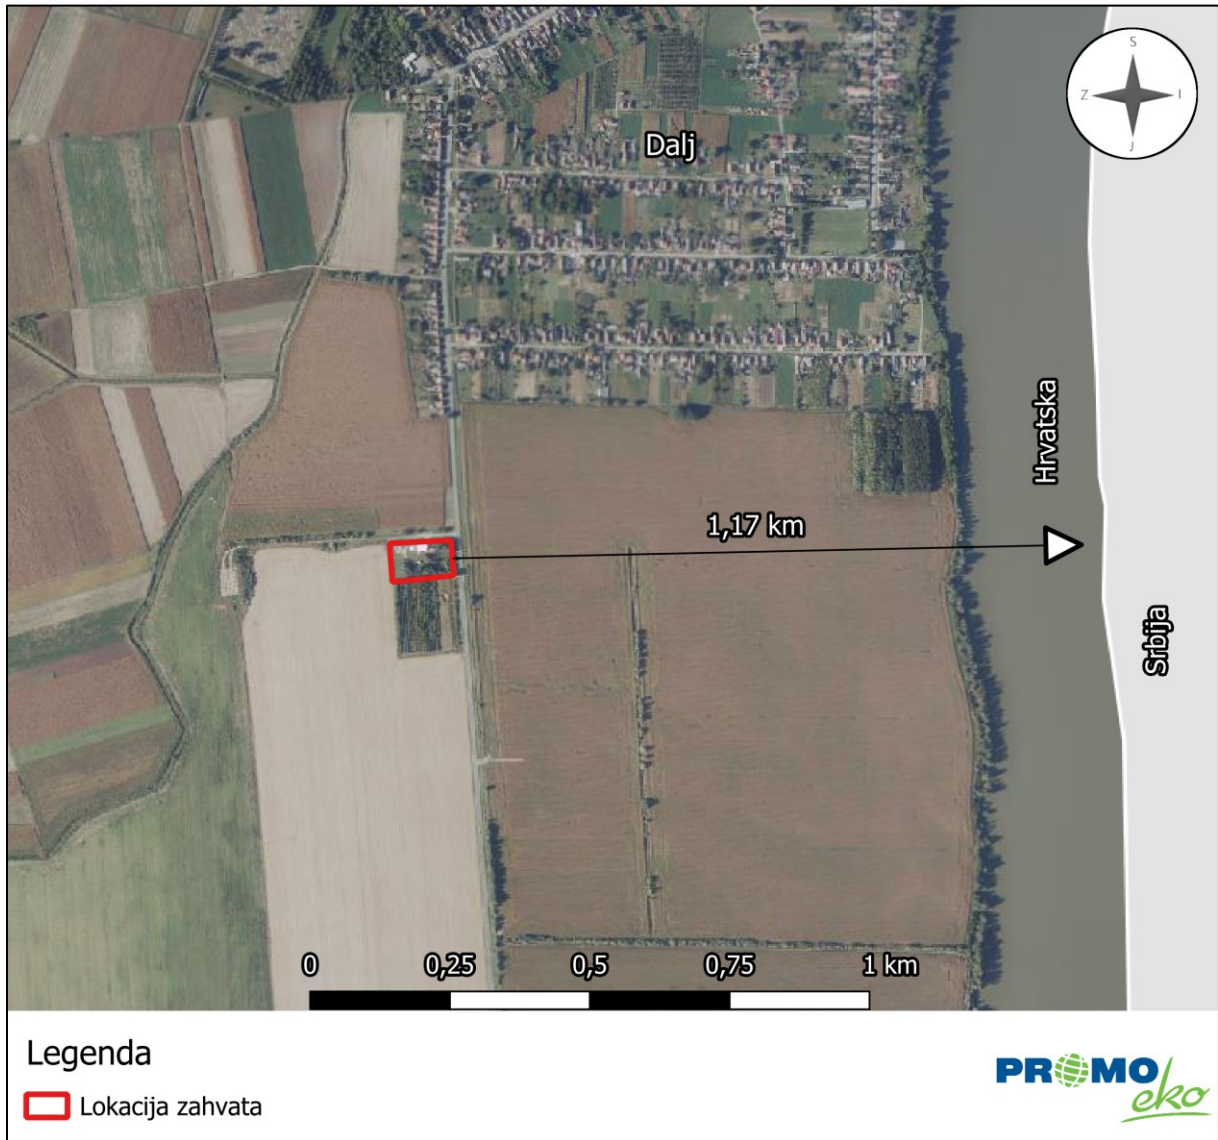 S
Z I
J
Dalj
Hrvatska
1,17 km
Srbija
0 0,25 0,5 0,75 1 km
Legenda
Lokacija zahvata
PROMO
eko